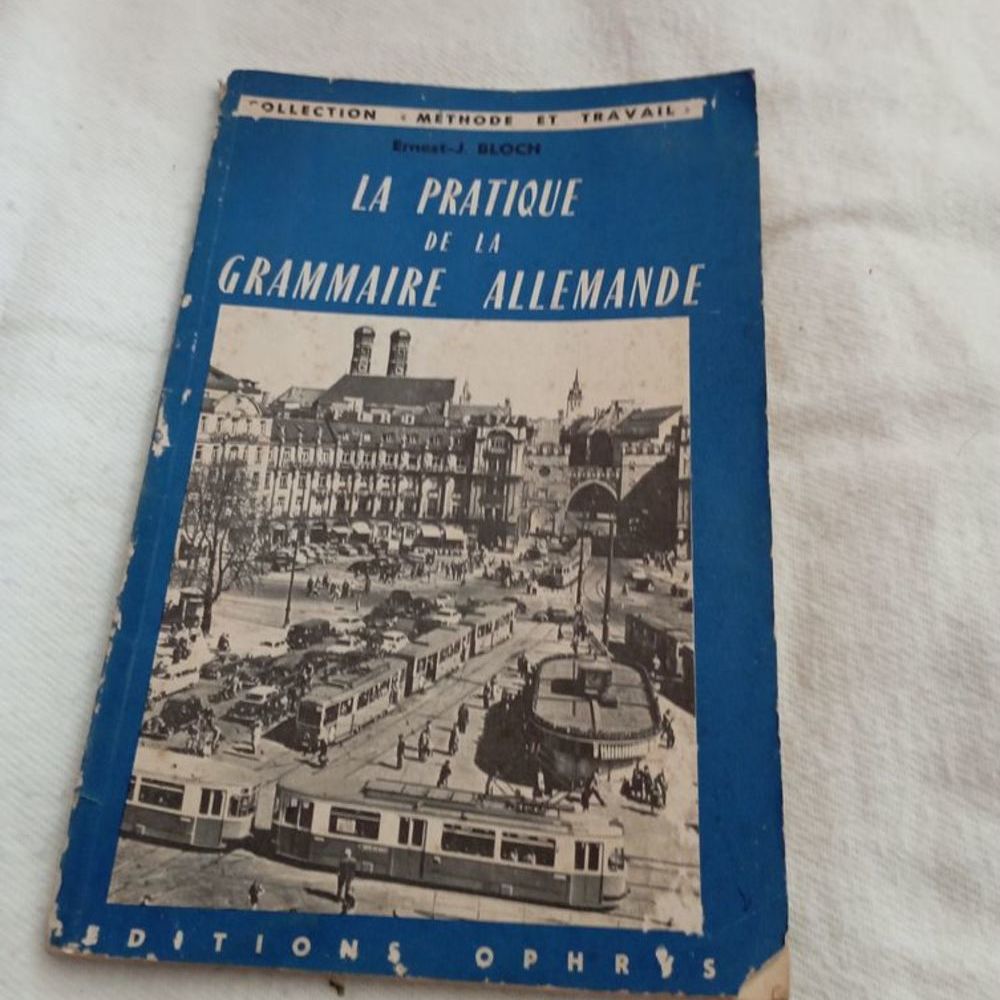 COLLECTION « MÉTHODE ET TRAVAIL »
Ernest-J. BLOCH
LA PRATIQUE
DE LA
GRAMMAIRE ALLEMANDE
EDITIONS OPHRYS